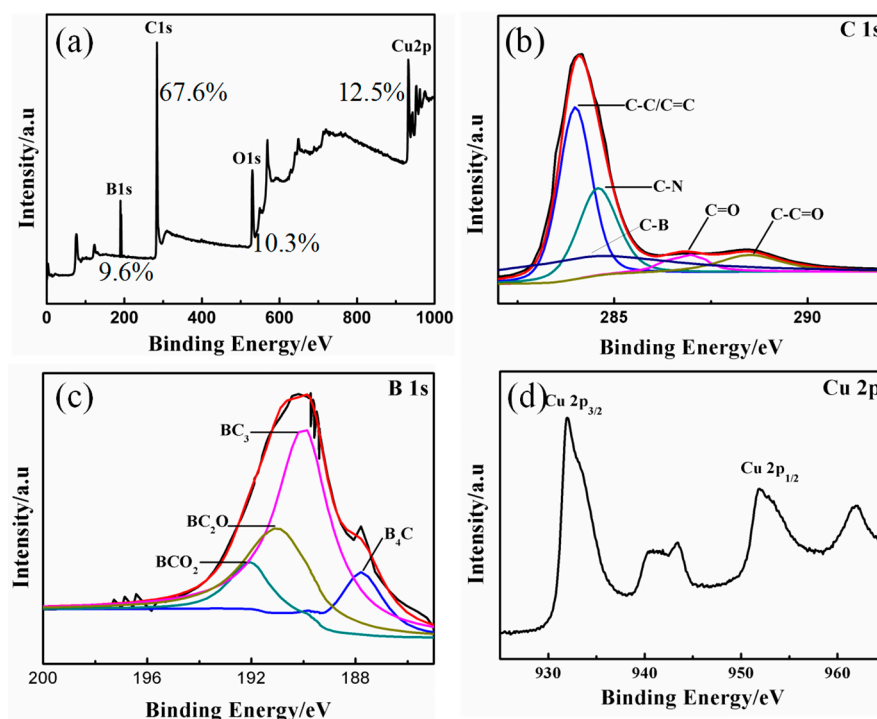 (a)
C1s
67.6%
Cu2p
12.5%
O1s
B1s
10.3%
9.6%
0 200 400 600 800 1000
Binding Energy/eV
Intensity/a.u
(b)
C 1s
C-C/C=C
C-N
C-B
C=O
C-C=O
285 290
Binding Energy/eV
Intensity/a.u
(c)
B 1s
BC₃
BC₂O
BCO₂
B₄C
200 196 192 188
Binding Energy/eV
Intensity/a.u
(d)
Cu 2p
Cu 2p₃/₂
Cu 2p₁/₂
930 940 950 960
Binding Energy/eV
Intensity/a.u